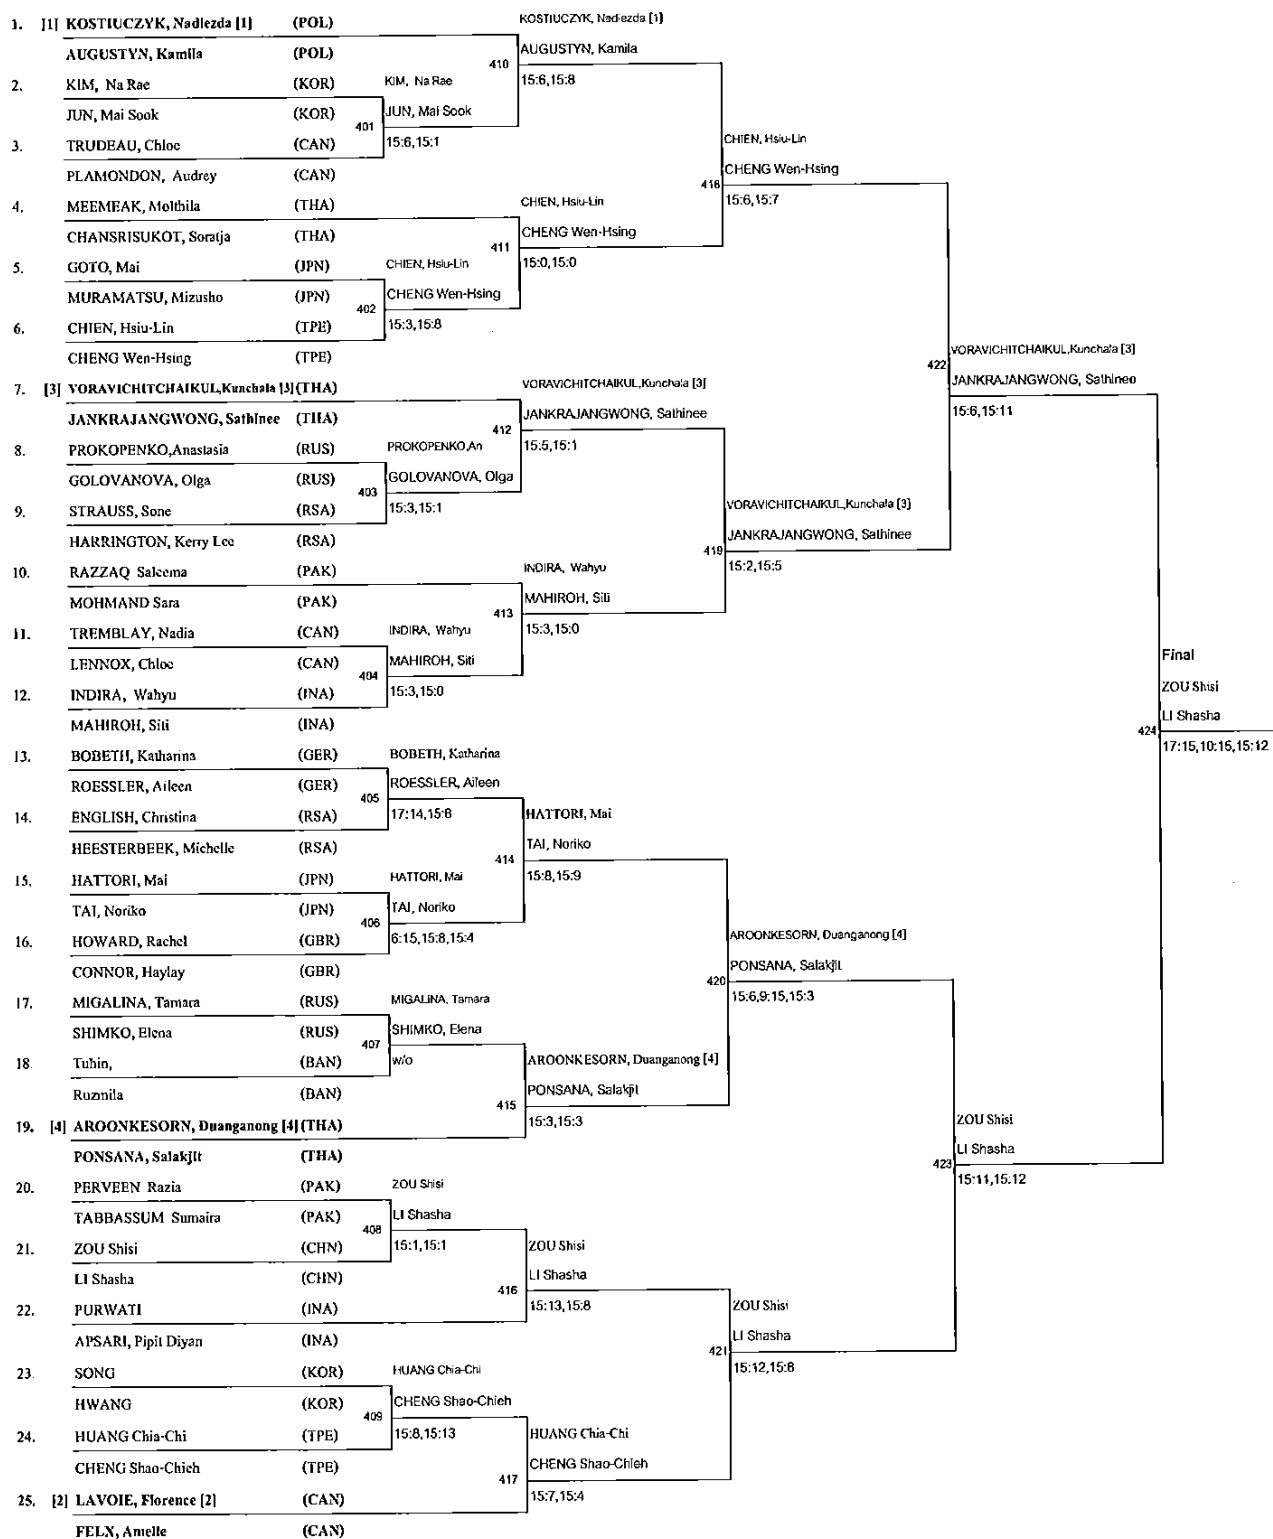 1. [1] KOSTIUCZYK, Nadiezda [1] (POL)
AUGUSTYN, Kamila (POL)
2. KIM, Na Rae (KOR)
JUN, Mai Sook (KOR)
3. TRUDEAU, Chloe (CAN)
PLAMONDON, Audrey (CAN)
4. MEEMEAK, Molthila (THA)
CHANSRISUKOT, Soratja (THA)
5. GOTO, Mai (JPN)
MURAMATSU, Mizusho (JPN)
6. CHIEN, Hsiu-Lin (TPE)
CHENG Wen-Hsing (TPE)
7. [3] VORAVICHITCHAIKUL,Kunchala [3] (THA)
JANKRAJANGWONG, Sathinee (THA)
8. PROKOPENKO,Anastasia (RUS)
GOLOVANOVA, Olga (RUS)
9. STRAUSS, Sone (RSA)
HARRINGTON, Kerry Lee (RSA)
10. RAZZAQ Saleema (PAK)
MOHMAND Sara (PAK)
11. TREMBLAY, Nadia (CAN)
LENNOX, Chloe (CAN)
12. INDIRA, Wahyu (INA)
MAHIROH, Siti (INA)
13. BOBETH, Katharina (GER)
ROESSLER, Aileen (GER)
14. ENGLISH, Christina (RSA)
HEESTERBEEK, Michelle (RSA)
15. HATTORI, Mai (JPN)
TAI, Noriko (JPN)
16. HOWARD, Rachel (GBR)
CONNOR, Haylay (GBR)
17. MIGALINA, Tamara (RUS)
SHIMKO, Elena (RUS)
18. Tuhin, (BAN)
Ruzmila (BAN)
19. [4] AROONKESORN, Duanganong [4] (THA)
PONSANA, Salakjit (THA)
20. PERVEEN Razia (PAK)
TABBASSUM Sumaira (PAK)
21. ZOU Shisi (CHN)
LI Shasha (CHN)
22. PURWATI (INA)
APSARI, Pipit Diyan (INA)
23. SONG (KOR)
HWANG (KOR)
24. HUANG Chia-Chi (TPE)
CHENG Shao-Chieh (TPE)
25. [2] LAVOIE, Florence [2] (CAN)
FELX, Amelle (CAN)
KIM, Na Rae
401 JUN, Mai Sook
15:6,15:1
CHIEN, Hsiu-Lin
402 CHENG Wen-Hsing
15:3,15:8
PROKOPENKO,An
403 GOLOVANOVA, Olga
15:3,15:1
INDIRA, Wahyu
404 MAHIROH, Siti
15:3,15:0
BOBETH, Katharina
405 ROESSLER, Aileen
17:14,15:8
HATTORI, Mai
406 TAI, Noriko
6:15,15:8,15:4
MIGALINA, Tamara
407 SHIMKO, Elena
w/o
ZOU Shisi
408 LI Shasha
15:1,15:1
HUANG Chia-Chi
409 CHENG Shao-Chieh
15:8,15:13
KOSTIUCZYK, Nadiezda [1]
410 AUGUSTYN, Kamila
15:6,15:8
CHIEN, Hsiu-Lin
411 CHENG Wen-Hsing
15:0,15:0
VORAVICHITCHAIKUL,Kunchala [3]
412 JANKRAJANGWONG, Sathinee
15:5,15:1
INDIRA, Wahyu
413 MAHIROH, Siti
15:3,15:0
HATTORI, Mai
414 TAI, Noriko
15:8,15:9
AROONKESORN, Duanganong [4]
415 PONSANA, Salakjit
15:3,15:3
ZOU Shisi
416 LI Shasha
15:13,15:8
HUANG Chia-Chi
417 CHENG Shao-Chieh
15:7,15:4
CHIEN, Hsiu-Lin
418 CHENG Wen-Hsing
15:6,15:7
VORAVICHITCHAIKUL,Kunchala [3]
419 JANKRAJANGWONG, Sathinee
15:2,15:5
AROONKESORN, Duanganong [4]
420 PONSANA, Salakjit
15:6,9:15,15:3
ZOU Shisi
421 LI Shasha
15:12,15:8
VORAVICHITCHAIKUL,Kunchala [3]
422 JANKRAJANGWONG, Sathinee
15:6,15:11
ZOU Shisi
423 LI Shasha
15:11,15:12
Final
ZOU Shisi
424 LI Shasha
17:15,10:15,15:12